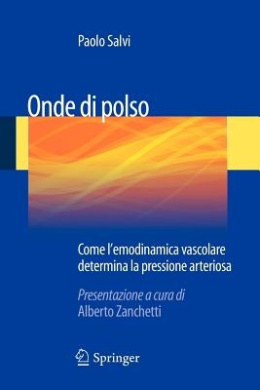 Paolo Salvi
Onde di polso
Come l'emodinamica vascolare
determina la pressione arteriosa
Presentazione a cura di
Alberto Zanchetti
Springer